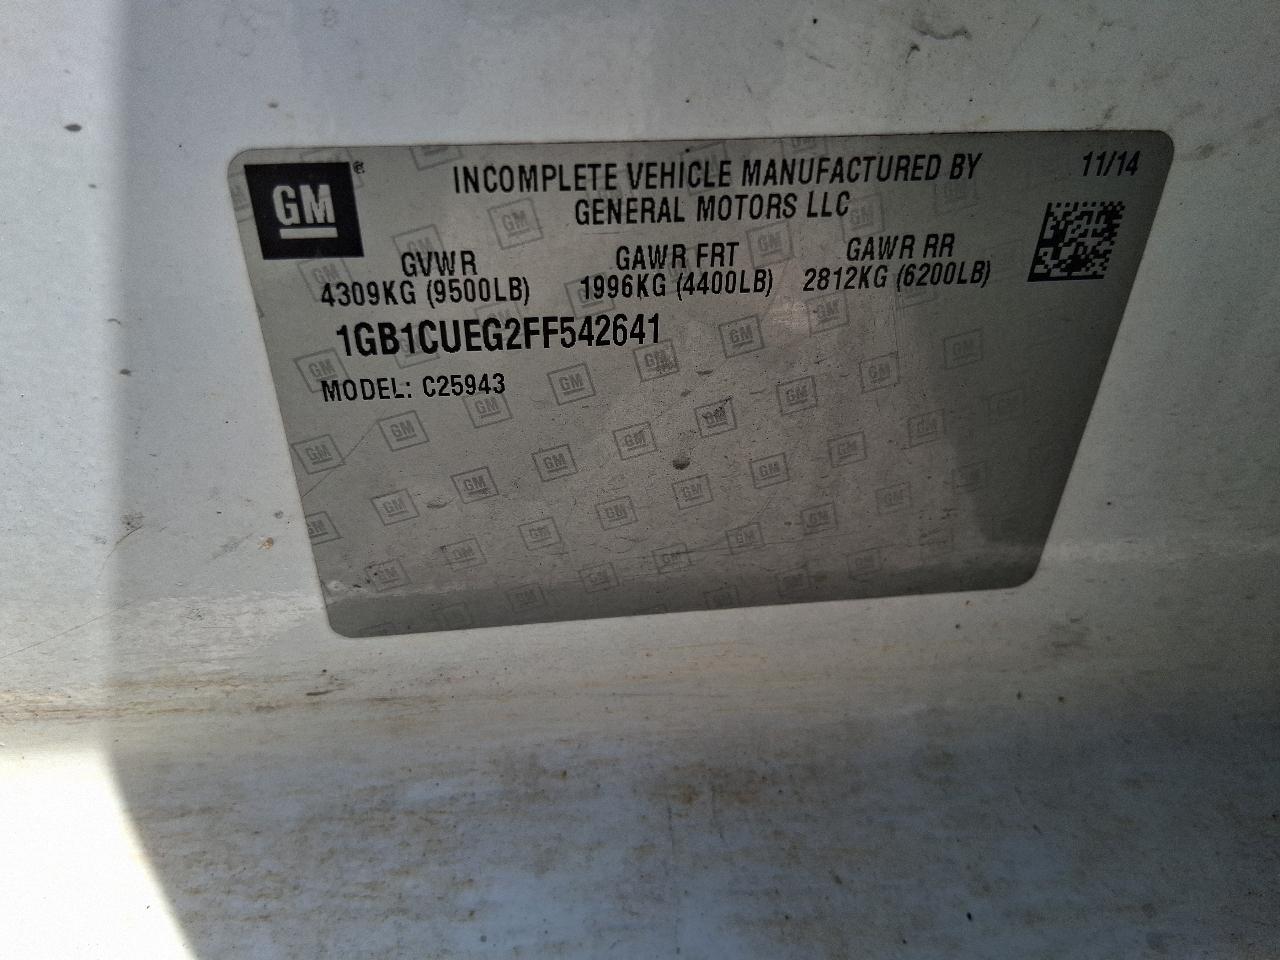 GM®
INCOMPLETE VEHICLE MANUFACTURED BY
GENERAL MOTORS LLC
11/14
GVWR
4309KG (9500LB)
GAWR FRT
1996KG (4400LB)
GAWR RR
2812KG (6200LB)
1GB1CUEG2FF542641
MODEL: C25943